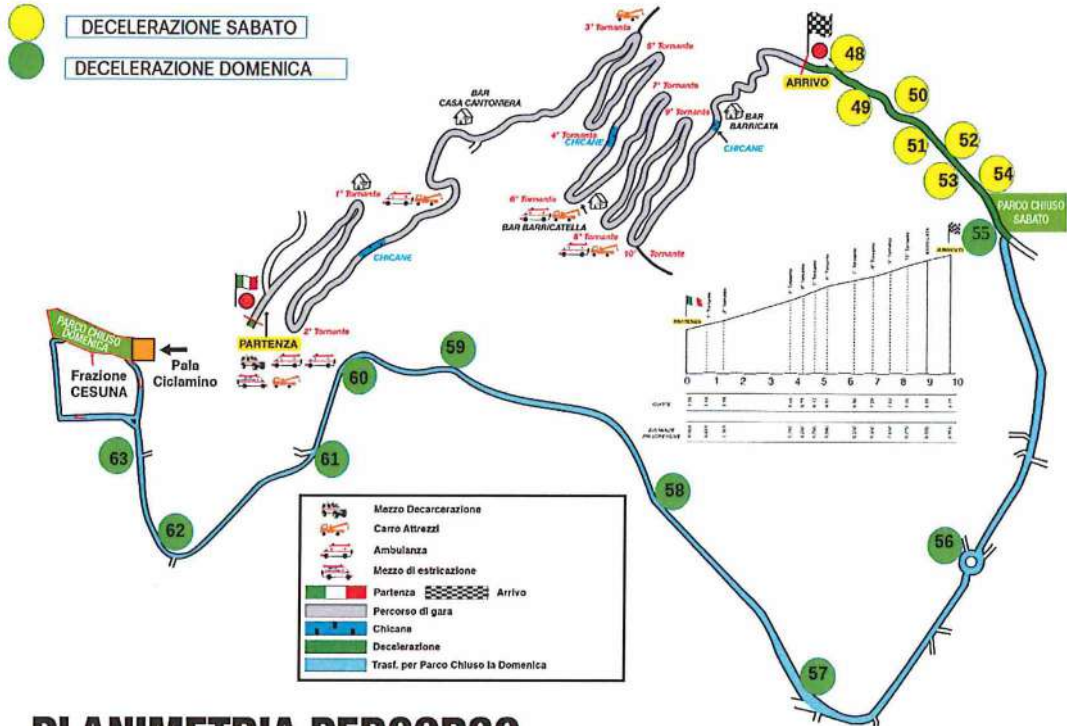 DECELERAZIONE SABATO
DECELERAZIONE DOMENICA
3° Tornante
5° Tornante
7° Tornante
9° Tornante
BAR
CASA CANTONIERA
4° Tornante
CHICANE
BAR
BARRICATA
CHICANE
ARRIVO
48
49
50
51
52
53
54
PARCO CHIUSO
SABATO
55
1° Tornante
6° Tornante
BAR BARRICATELLA
8° Tornante
10° Tornante
CHICANE
2° Tornante
PARTENZA
PARTENZA
0 1 2 3 4 5 6 7 8 9 10
PARCO CHIUSO
DOMENICA
Pala
Ciclamino
Frazione
CESUNA
59
60
61
63
62
58
56
57
Mezzo Decarcerazione
Carro Attrezzi
Ambulanza
Mezzo di estricazione
Partenza
Arrivo
Percorso di gara
Chicane
Decelerazione
Trasf. per Parco Chiuso la Domenica
PLANIMETRIA PERCORSO